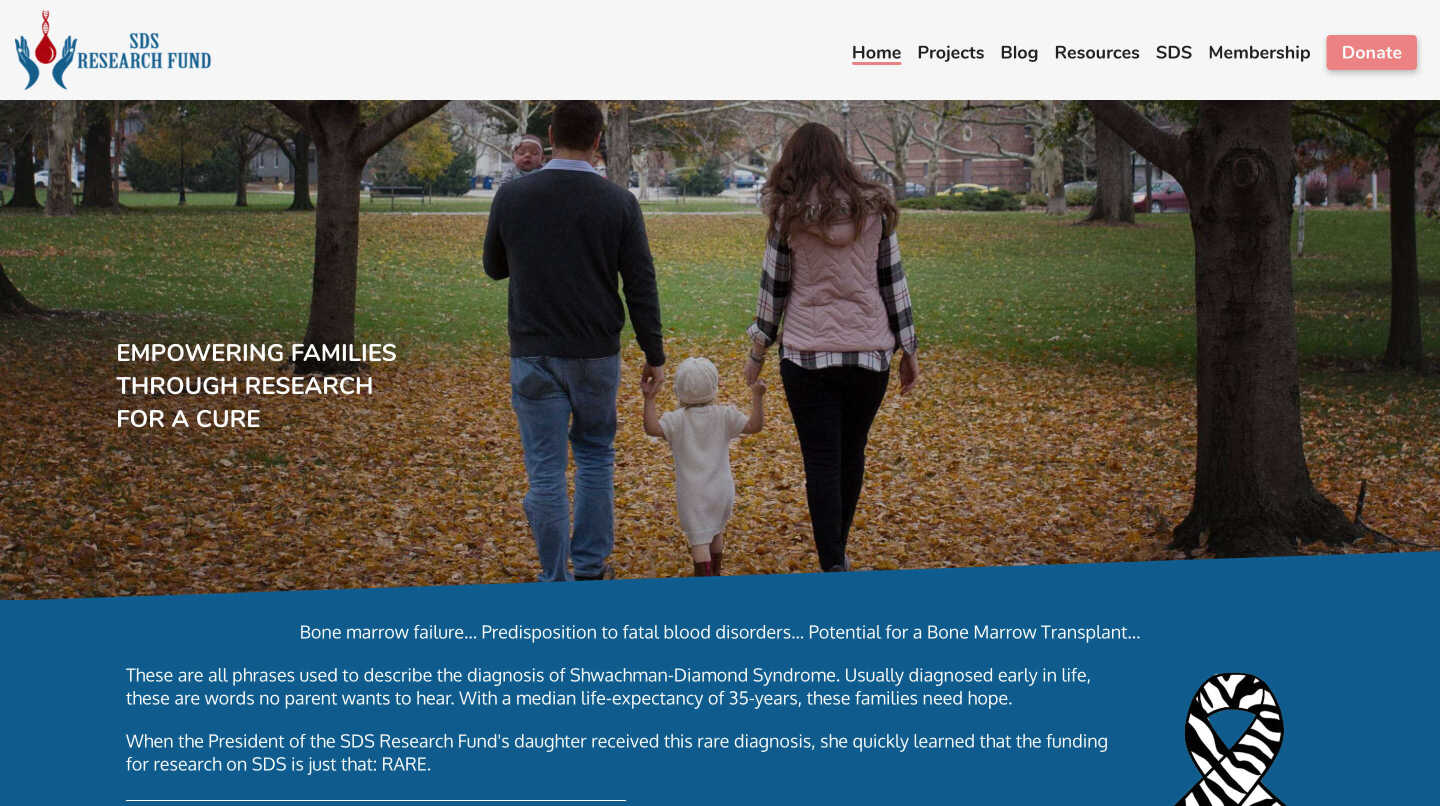 SDS
RESEARCH FUND
Home Projects Blog Resources SDS Membership Donate
EMPOWERING FAMILIES
THROUGH RESEARCH
FOR A CURE
Bone marrow failure... Predisposition to fatal blood disorders... Potential for a Bone Marrow Transplant...
These are all phrases used to describe the diagnosis of Shwachman-Diamond Syndrome. Usually diagnosed early in life,
these are words no parent wants to hear. With a median life-expectancy of 35-years, these families need hope.
When the President of the SDS Research Fund's daughter received this rare diagnosis, she quickly learned that the funding
for research on SDS is just that: RARE.